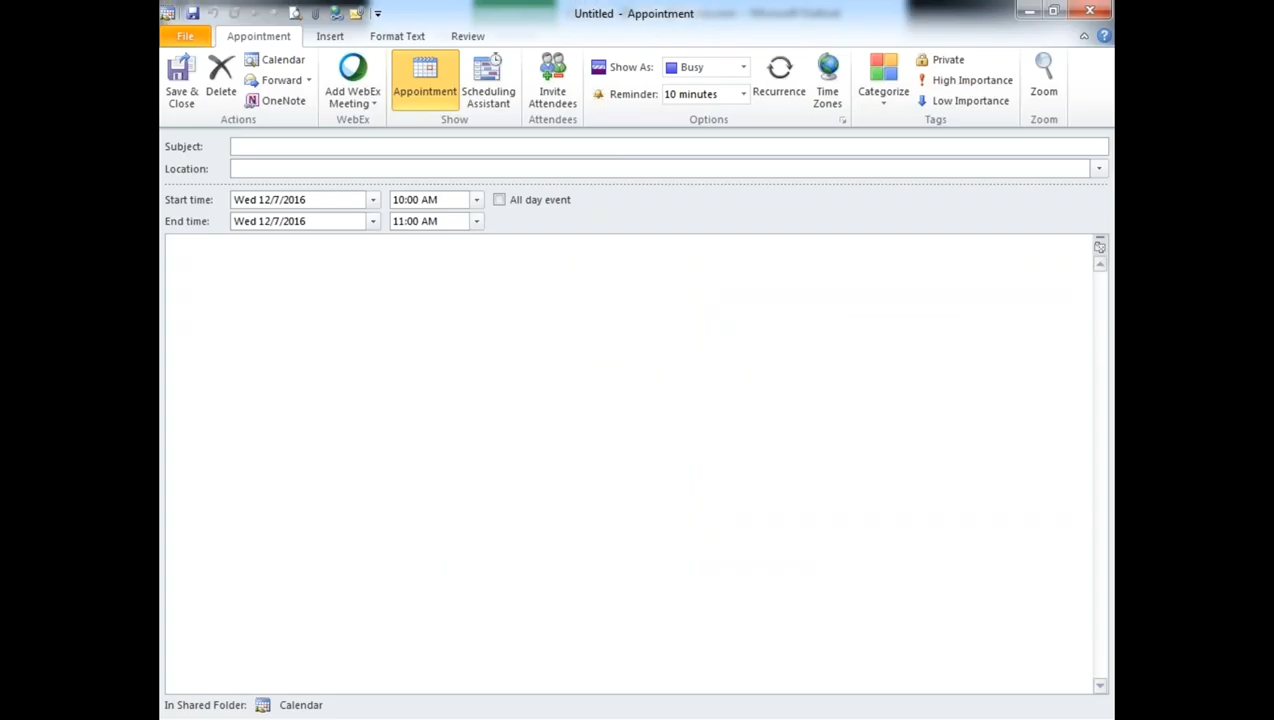 Untitled - Appointment
File Appointment Insert Format Text Review
Save & Close
Delete
Calendar
Forward
OneNote
Actions
Add WebEx Meeting
WebEx
Appointment
Scheduling Assistant
Show
Invite Attendees
Attendees
Show As: Busy
Reminder: 10 minutes
Recurrence
Time Zones
Options
Categorize
Private
High Importance
Low Importance
Tags
Zoom
Zoom
Subject:
Location:
Start time: Wed 12/7/2016 10:00 AM All day event
End time: Wed 12/7/2016 11:00 AM
In Shared Folder: Calendar